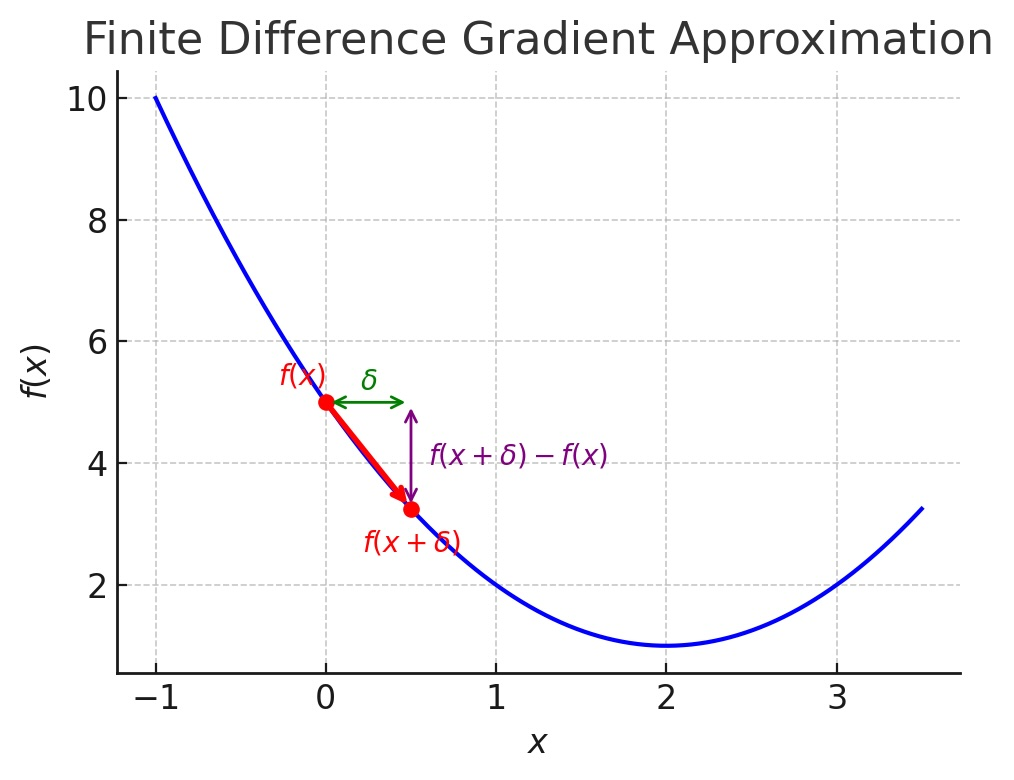 Finite Difference Gradient Approximation
10
8
6
4
2
f(x)
f(x)
δ
f(x + δ) − f(x)
f(x + δ)
−1 0 1 2 3
x